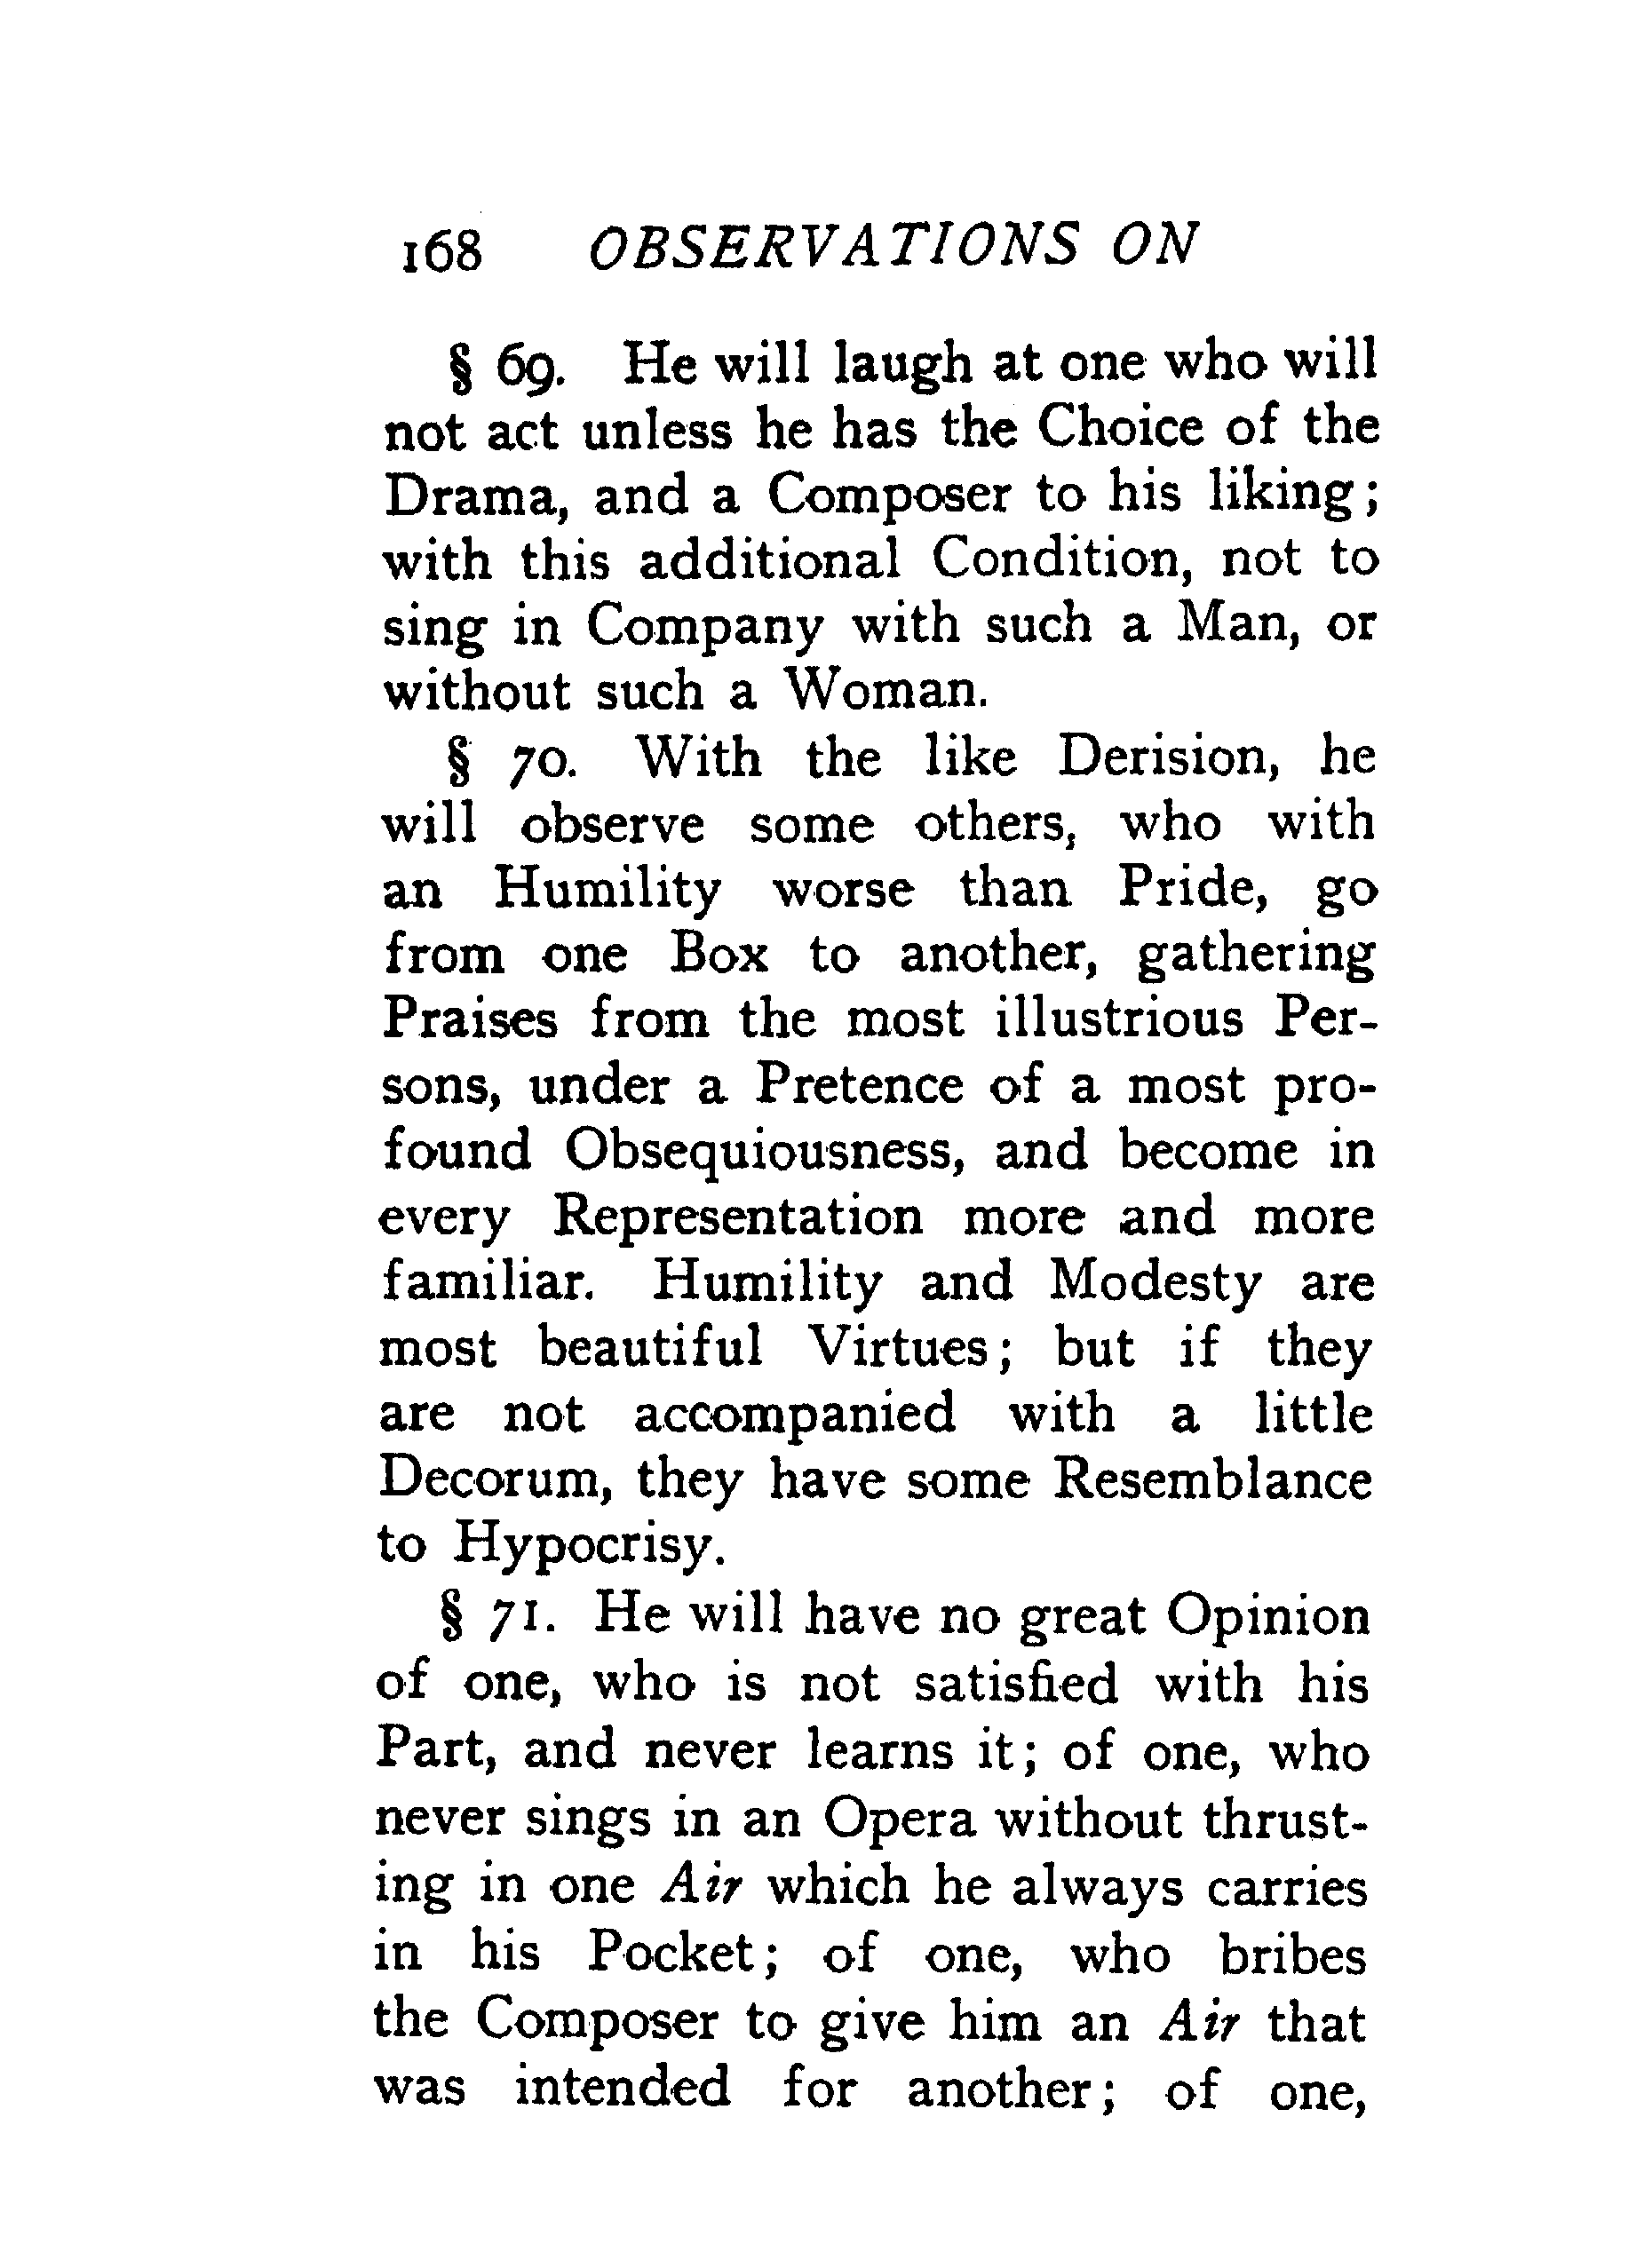 168 OBSERVATIONS ON
§ 69. He will laugh at one who will
not act unless he has the Choice of the
Drama, and a Composer to his liking;
with this additional Condition, not to
sing in Company with such a Man, or
without such a Woman.
§ 70. With the like Derision, he
will observe some others, who with
an Humility worse than Pride, go
from one Box to another, gathering
Praises from the most illustrious Per-
sons, under a Pretence of a most pro-
found Obsequiousness, and become in
every Representation more and more
familiar. Humility and Modesty are
most beautiful Virtues; but if they
are not accompanied with a little
Decorum, they have some Resemblance
to Hypocrisy.
§ 71. He will have no great Opinion
of one, who is not satisfied with his
Part, and never learns it; of one, who
never sings in an Opera without thrust-
ing in one Air which he always carries
in his Pocket; of one, who bribes
the Composer to give him an Air that
was intended for another; of one,